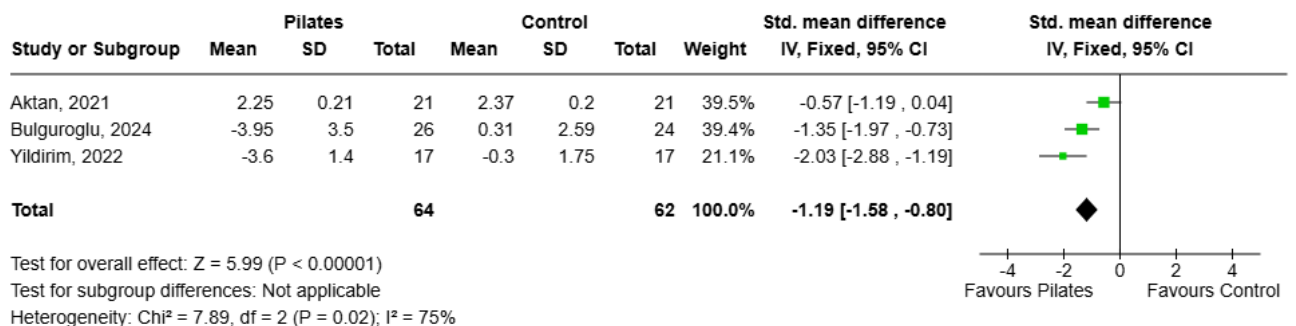 Pilates Control Std. mean difference Std. mean difference
Study or Subgroup Mean SD Total Mean SD Total Weight IV, Fixed, 95% CI IV, Fixed, 95% CI
Aktan, 2021 2.25 0.21 21 2.37 0.2 21 39.5% -0.57 [-1.19 , 0.04]
Bulguroglu, 2024 -3.95 3.5 26 0.31 2.59 24 39.4% -1.35 [-1.97 , -0.73]
Yildirim, 2022 -3.6 1.4 17 -0.3 1.75 17 21.1% -2.03 [-2.88 , -1.19]
Total 64 62 100.0% -1.19 [-1.58 , -0.80]
Test for overall effect: Z = 5.99 (P < 0.00001)
Test for subgroup differences: Not applicable
Heterogeneity: Chi² = 7.89, df = 2 (P = 0.02); I² = 75%
-4 -2 0 2 4
Favours Pilates Favours Control